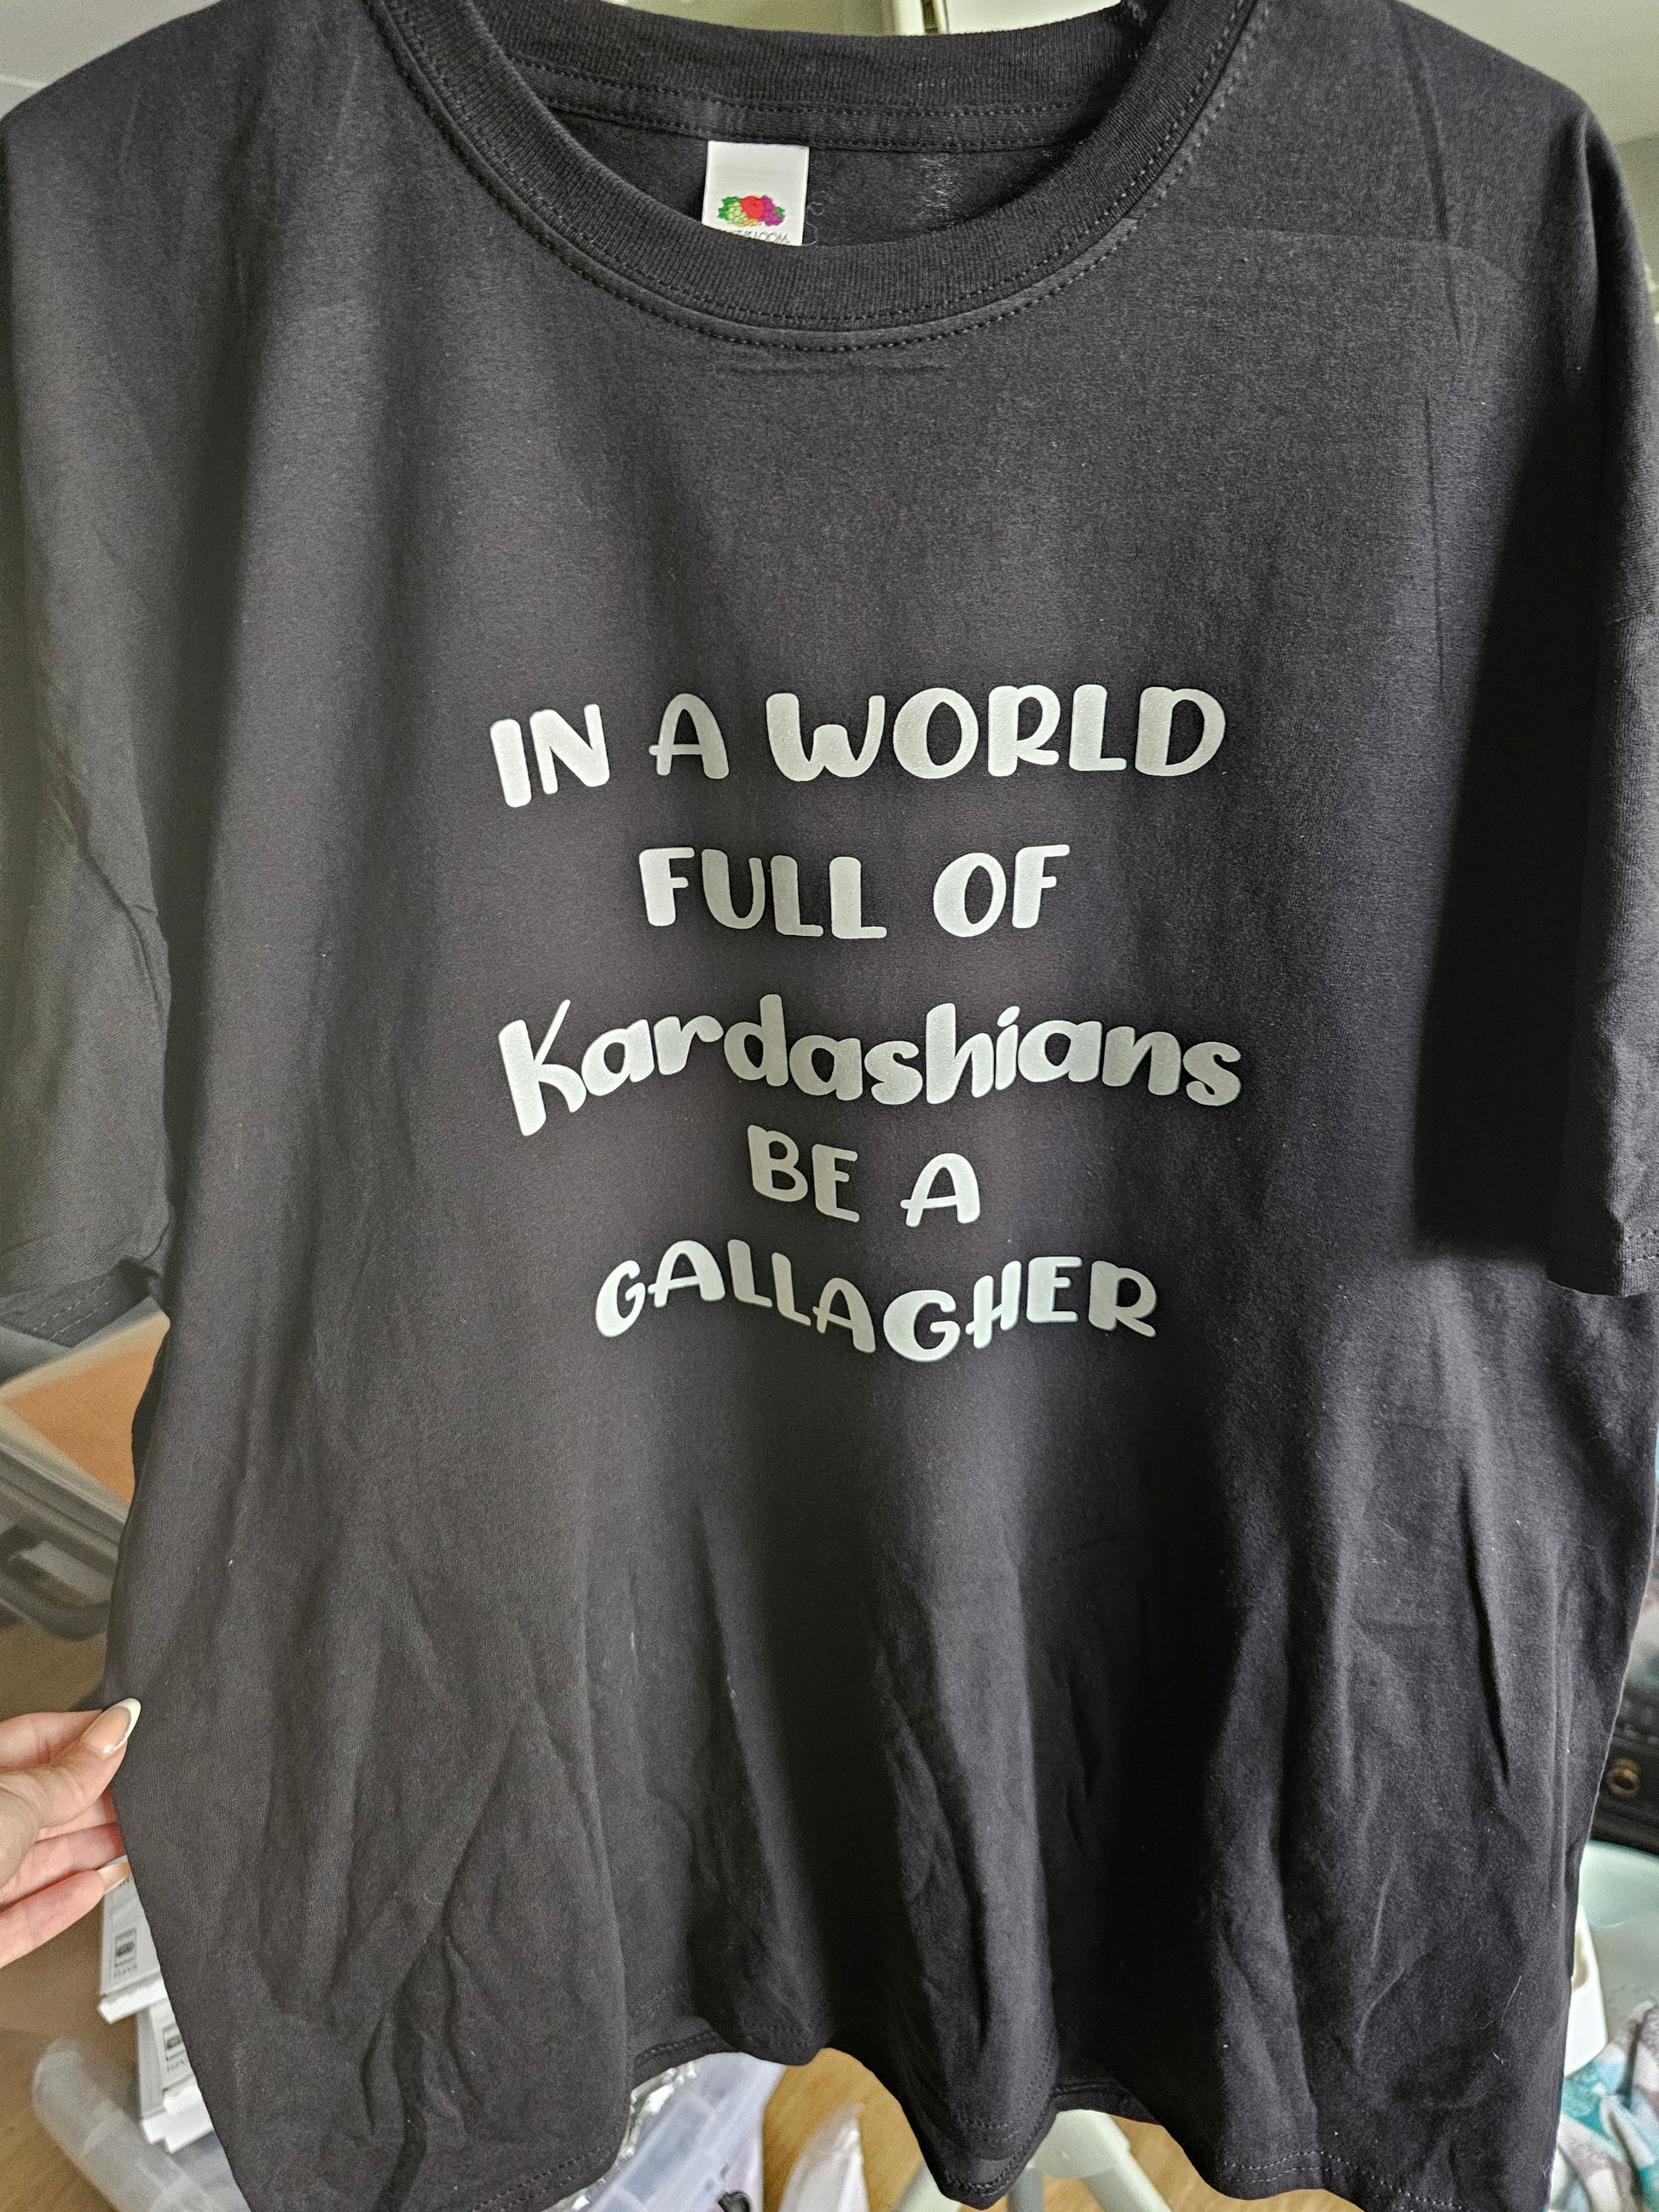 IN A WORLD
FULL OF
Kardashians
BE A
GALLAGHER